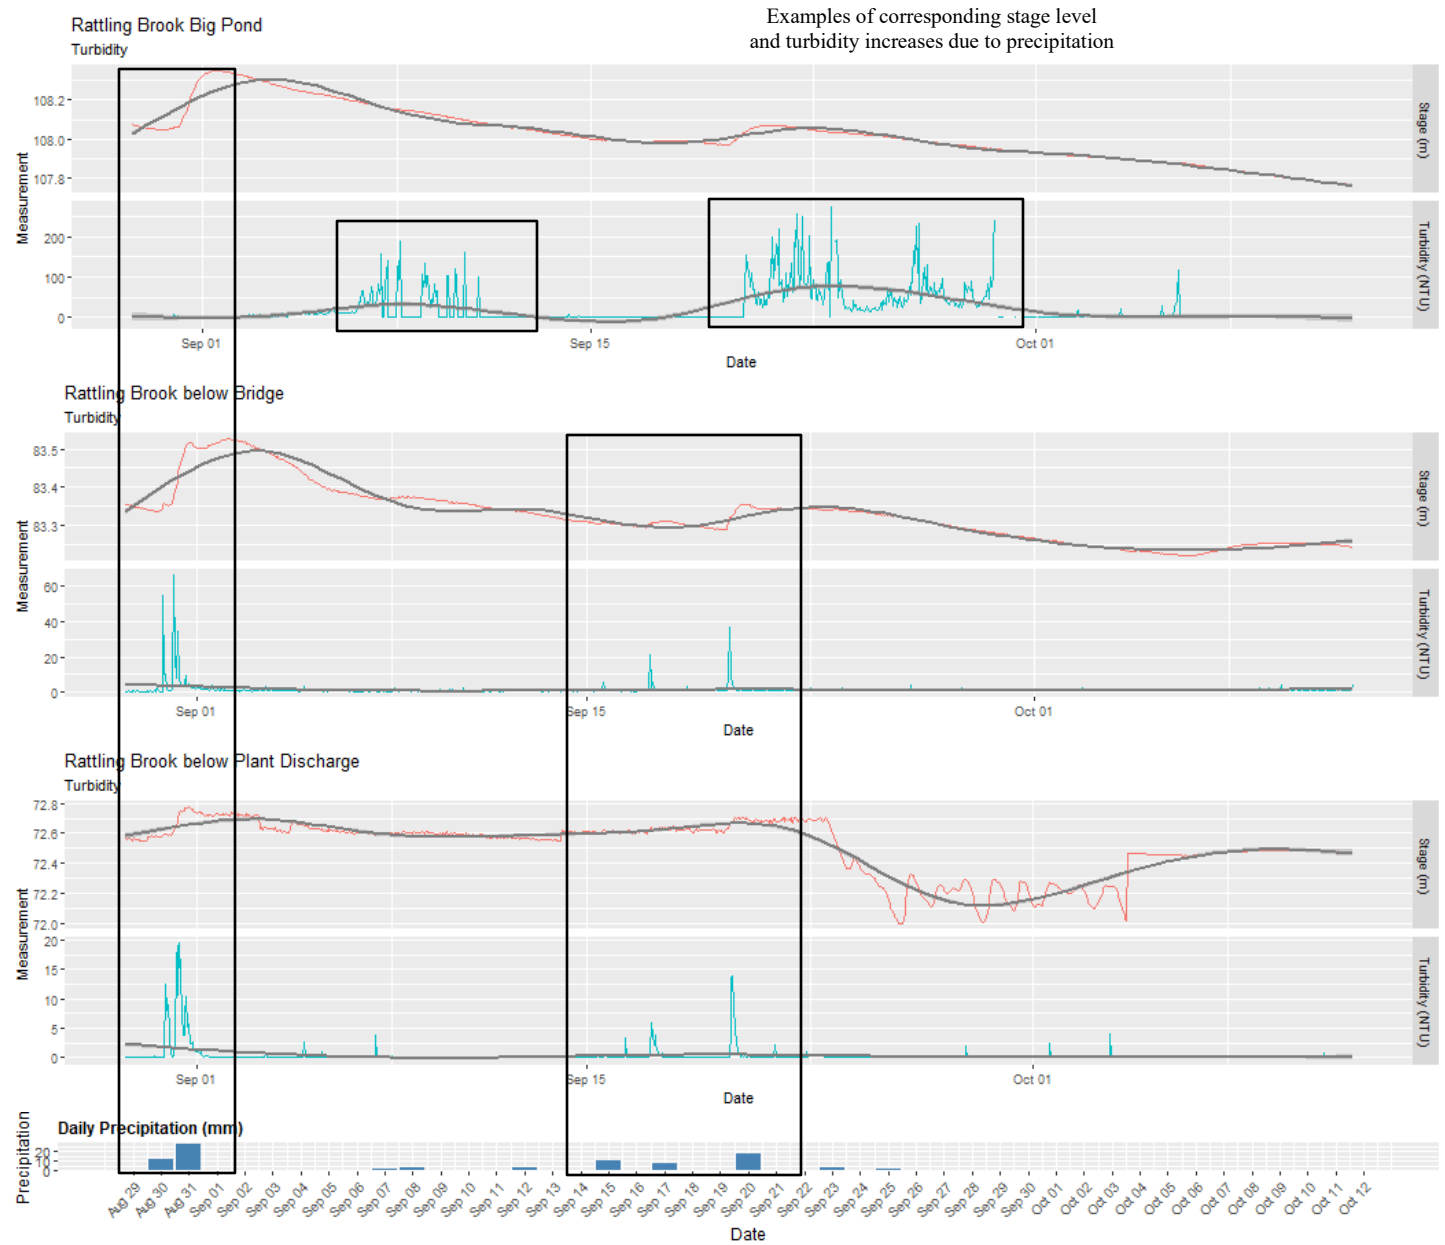 Examples of corresponding stage level
and turbidity increases due to precipitation
Rattling Brook Big Pond
Turbidity
Measurement
108.2
108.0
107.8
Stage (m)
200
100
0
Turbidity (NTU)
Sep 01
Sep 15
Oct 01
Date
Rattling Brook below Bridge
Turbidity
Measurement
83.5
83.4
83.3
Stage (m)
60
40
20
0
Turbidity (NTU)
Sep 01
Sep 15
Oct 01
Date
Rattling Brook below Plant Discharge
Turbidity
Measurement
72.8
72.6
72.4
72.2
72.0
Stage (m)
20
15
10
5
0
Turbidity (NTU)
Sep 01
Sep 15
Oct 01
Date
Daily Precipitation (mm)
Precipitation
20
10
0
Aug 29
Aug 30
Aug 31
Sep 01
Sep 02
Sep 03
Sep 04
Sep 05
Sep 06
Sep 07
Sep 08
Sep 09
Sep 10
Sep 11
Sep 12
Sep 13
Sep 14
Sep 15
Sep 16
Sep 17
Sep 18
Sep 19
Sep 20
Sep 21
Sep 22
Sep 23
Sep 24
Sep 25
Sep 26
Sep 27
Sep 28
Sep 29
Sep 30
Oct 01
Oct 02
Oct 03
Oct 04
Oct 05
Oct 06
Oct 07
Oct 08
Oct 09
Oct 10
Oct 11
Oct 12
Date